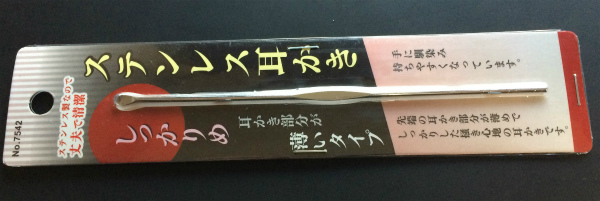 ステンレス耳かき
手に馴染み
持ちやすくなっています。
ステンレス製なので
丈夫で清潔
しっかりめ
耳かき部分が
薄いタイプ
先端の耳かき部分が薄めで
しっかりした掻き心地の耳かきです。
No.7542